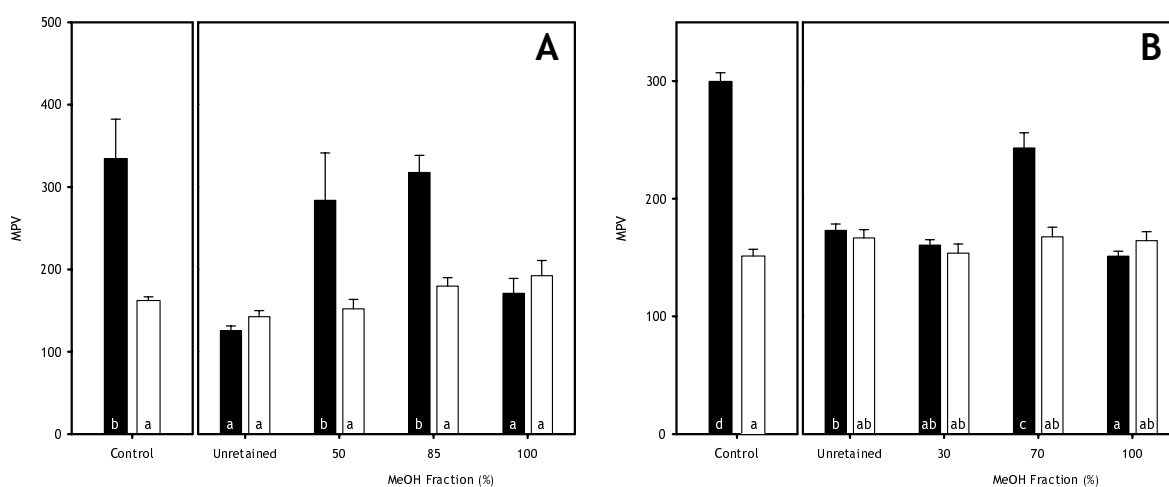 A
500
400
300
200
100
0
MPV
b a a a b a b a a a
Control Unretained 50 85 100
MeOH Fraction (%)
B
300
200
100
0
MPV
d a b ab ab ab c ab a ab
Control Unretained 30 70 100
MeOH Fraction (%)